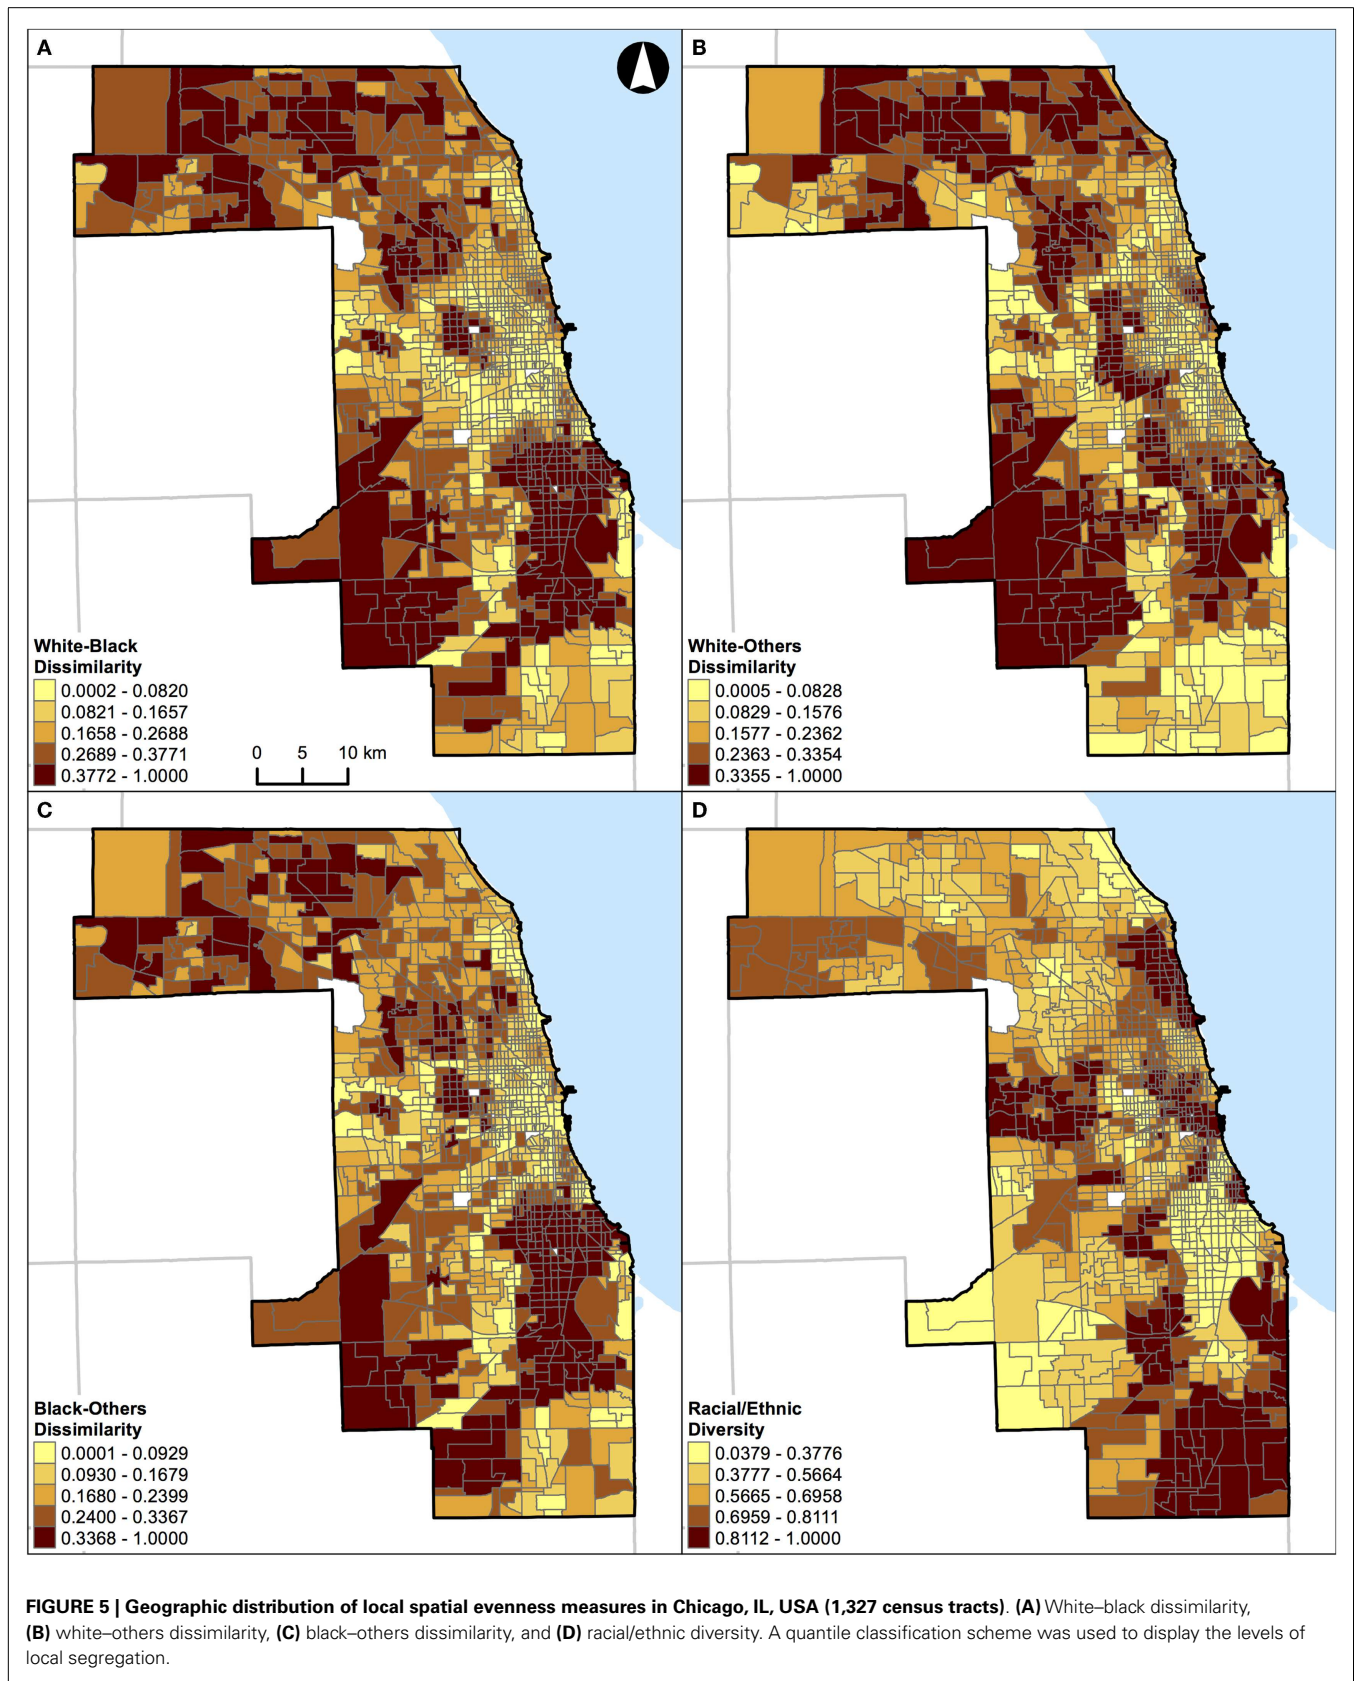 A
B
White-Black
Dissimilarity
0.0002 - 0.0820
0.0821 - 0.1657
0.1658 - 0.2688
0.2689 - 0.3771
0.3772 - 1.0000
0 5 10 km
White-Others
Dissimilarity
0.0005 - 0.0828
0.0829 - 0.1576
0.1577 - 0.2362
0.2363 - 0.3354
0.3355 - 1.0000
C
D
Black-Others
Dissimilarity
0.0001 - 0.0929
0.0930 - 0.1679
0.1680 - 0.2399
0.2400 - 0.3367
0.3368 - 1.0000
Racial/Ethnic
Diversity
0.0379 - 0.3776
0.3777 - 0.5664
0.5665 - 0.6958
0.6959 - 0.8111
0.8112 - 1.0000
FIGURE 5 | Geographic distribution of local spatial evenness measures in Chicago, IL, USA (1,327 census tracts). (A) White–black dissimilarity,
(B) white–others dissimilarity, (C) black–others dissimilarity, and (D) racial/ethnic diversity. A quantile classification scheme was used to display the levels of
local segregation.